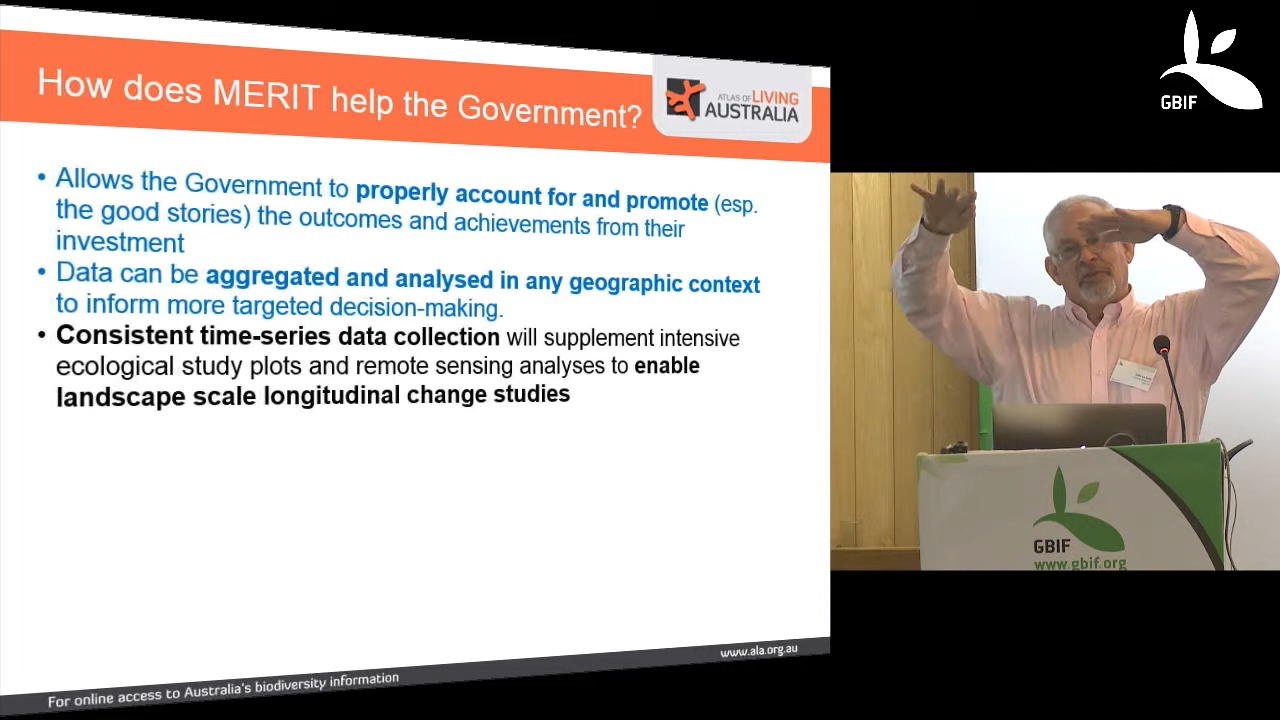 How does MERIT help the Government?
ATLAS OF LIVING
AUSTRALIA
• Allows the Government to properly account for and promote (esp.
the good stories) the outcomes and achievements from their
investment
• Data can be aggregated and analysed in any geographic context
to inform more targeted decision-making.
• Consistent time-series data collection will supplement intensive
ecological study plots and remote sensing analyses to enable
landscape scale longitudinal change studies
www.ala.org.au
For online access to Australia's biodiversity information
GBIF
GBIF
www.gbif.org